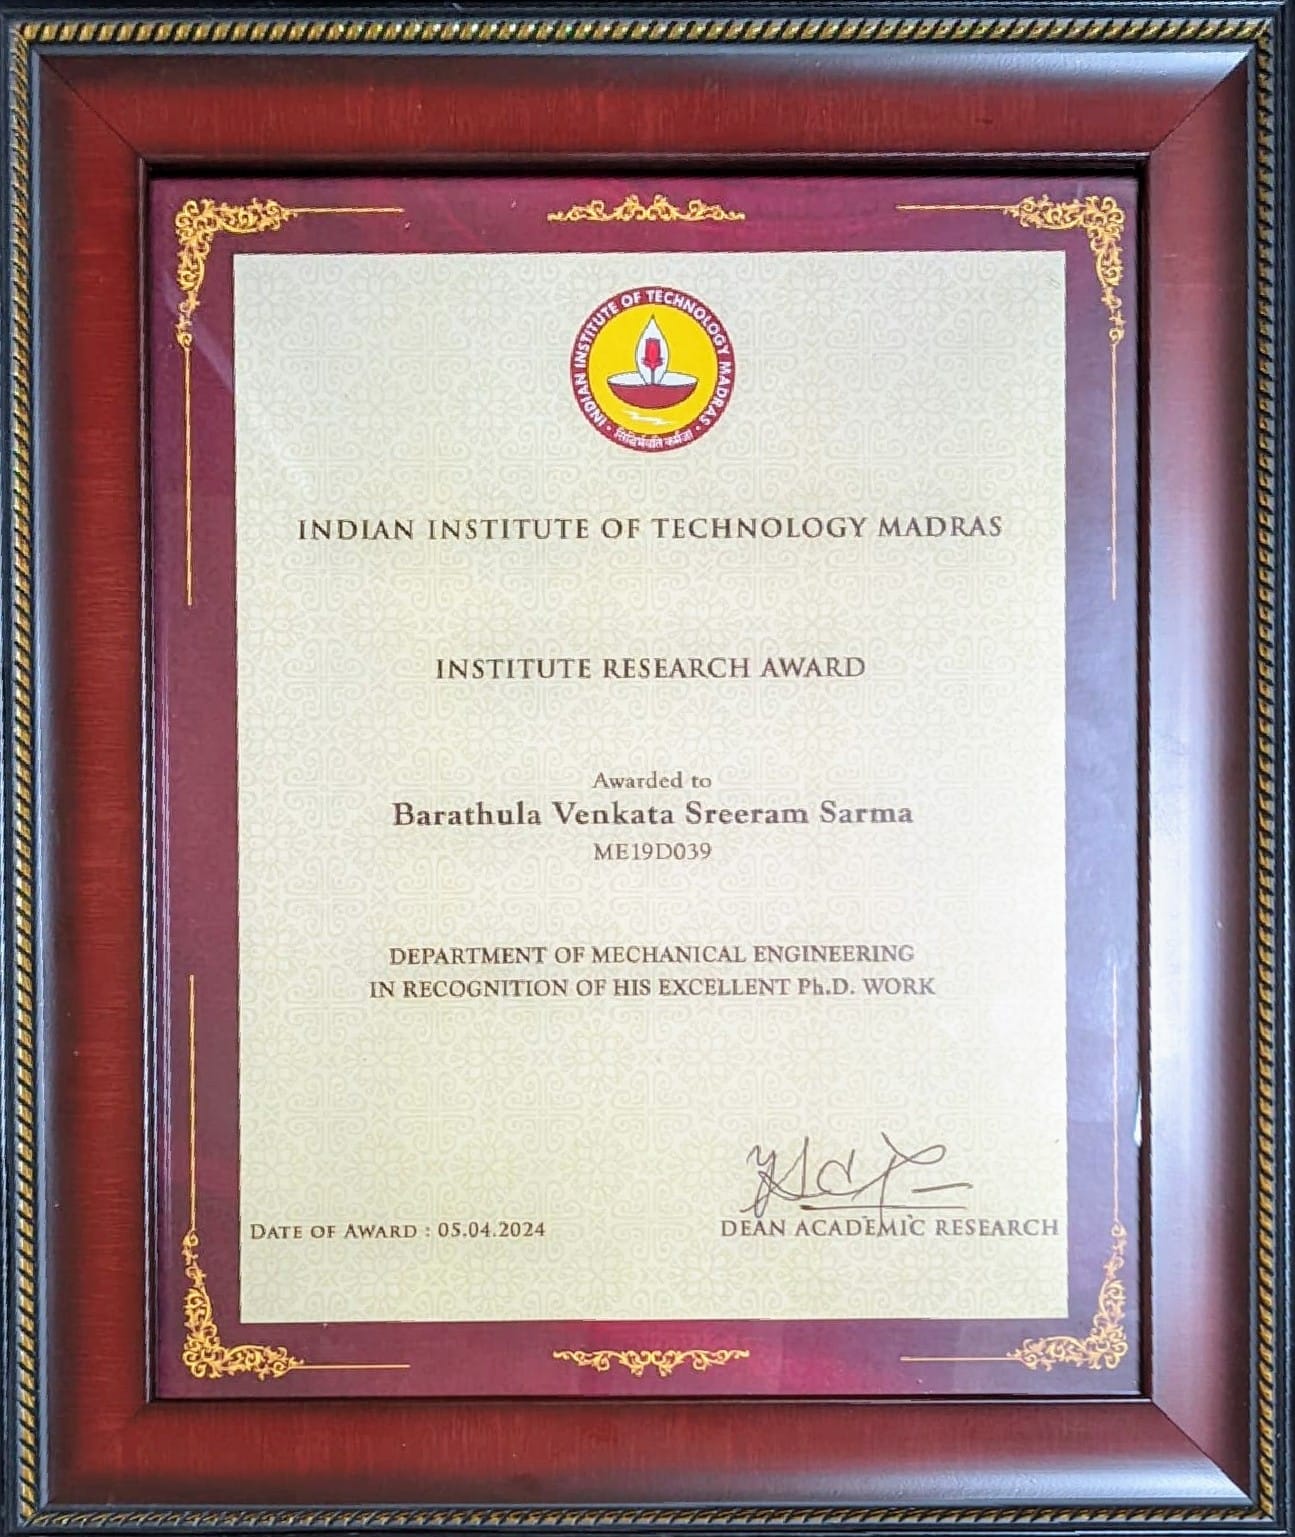 INDIAN INSTITUTE OF TECHNOLOGY MADRAS
सिद्धिर्भवति कर्मजा
INDIAN INSTITUTE OF TECHNOLOGY MADRAS
INSTITUTE RESEARCH AWARD
Awarded to
Barathula Venkata Sreeram Sarma
ME19D039
DEPARTMENT OF MECHANICAL ENGINEERING
IN RECOGNITION OF HIS EXCELLENT Ph.D. WORK
DATE OF AWARD : 05.04.2024
DEAN ACADEMIC RESEARCH